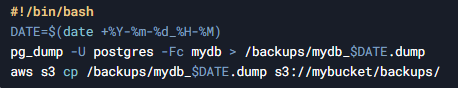 #!/bin/bash
DATE=$(date +%Y-%m-%d_%H-%M)
pg_dump -U postgres -Fc mydb > /backups/mydb_$DATE.dump
aws s3 cp /backups/mydb_$DATE.dump s3://mybucket/backups/